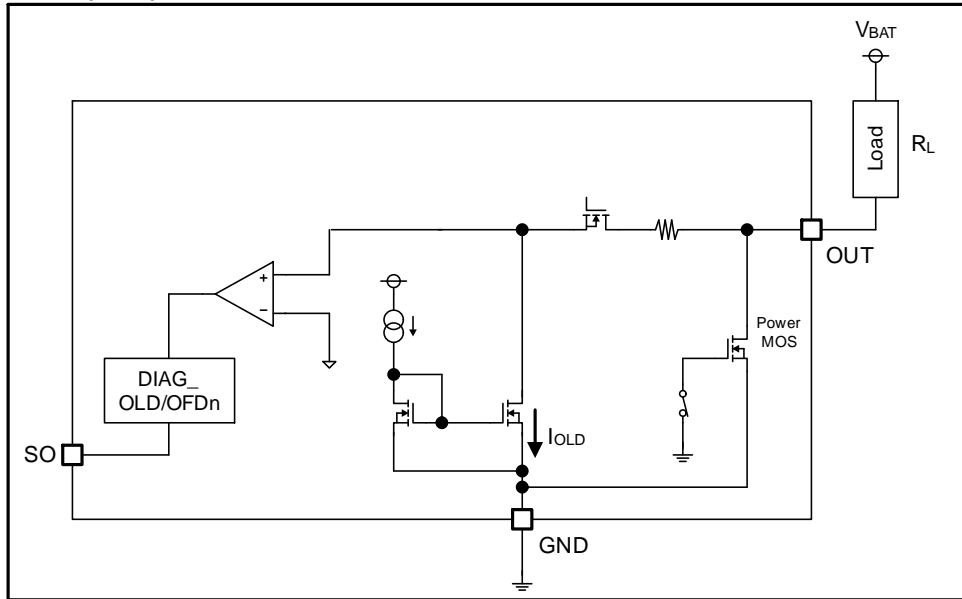 VBAT
Load
RL
OUT
+
−
Power
MOS
DIAG_
OLD/OFDn
IOLD
SO
GND